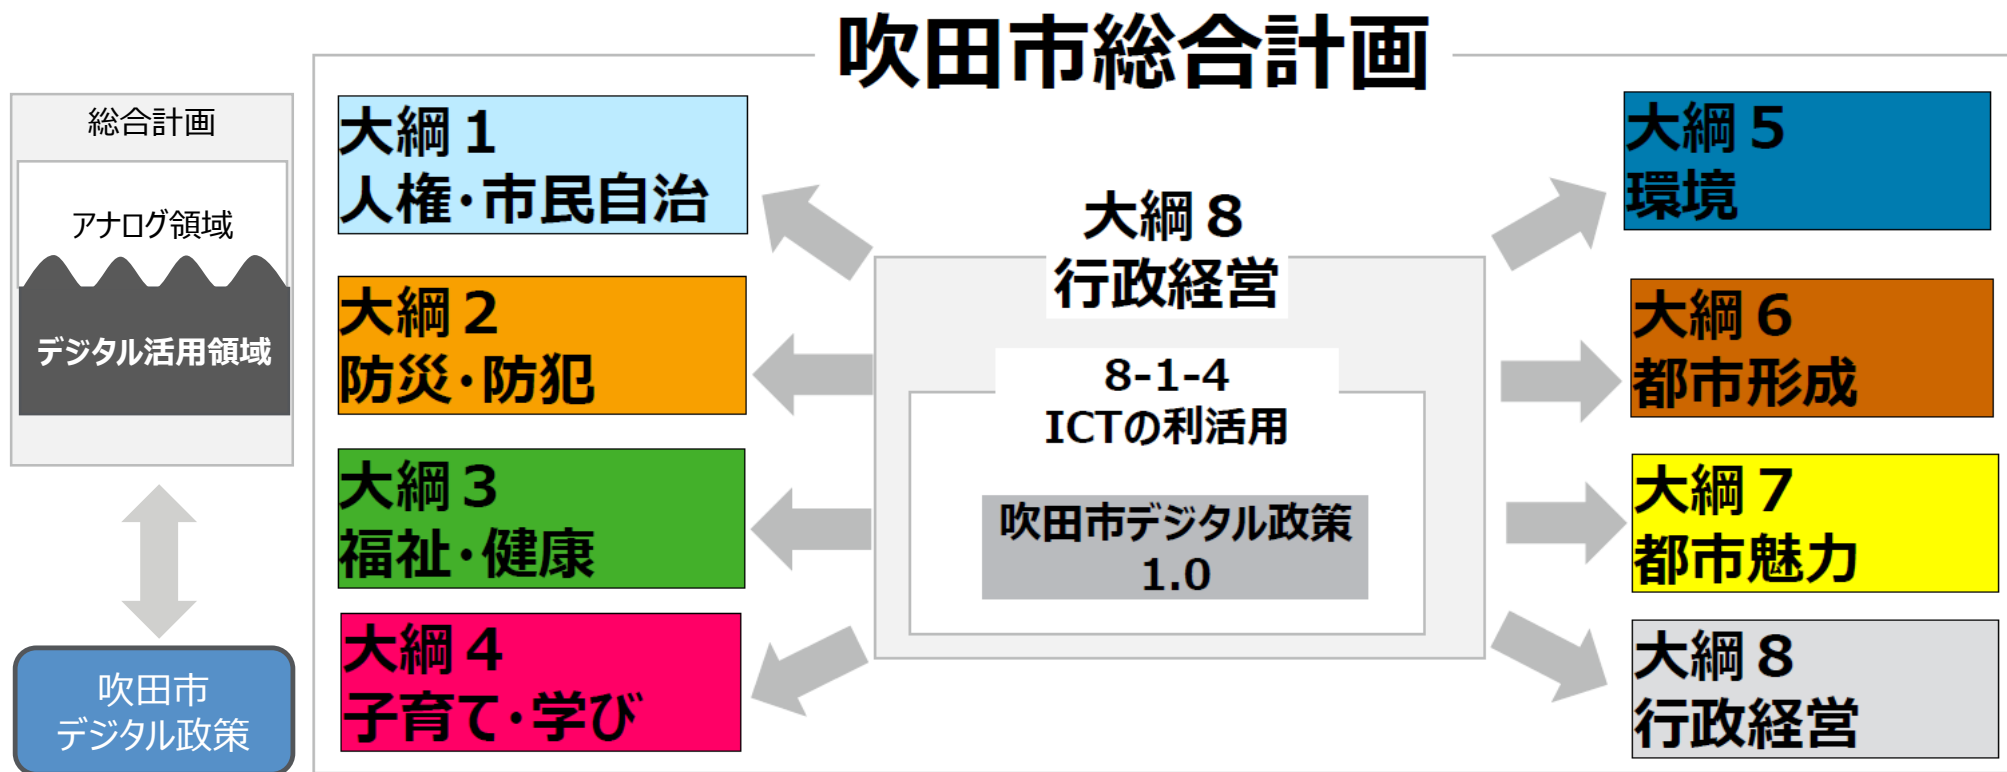 吹田市総合計画
総合計画
アナログ領域
デジタル活用領域
吹田市
デジタル政策
大綱1
人権・市民自治
大綱2
防災・防犯
大綱3
福祉・健康
大綱4
子育て・学び
大綱8
行政経営
8-1-4
ICTの利活用
吹田市デジタル政策
1.0
大綱5
環境
大綱6
都市形成
大綱7
都市魅力
大綱8
行政経営